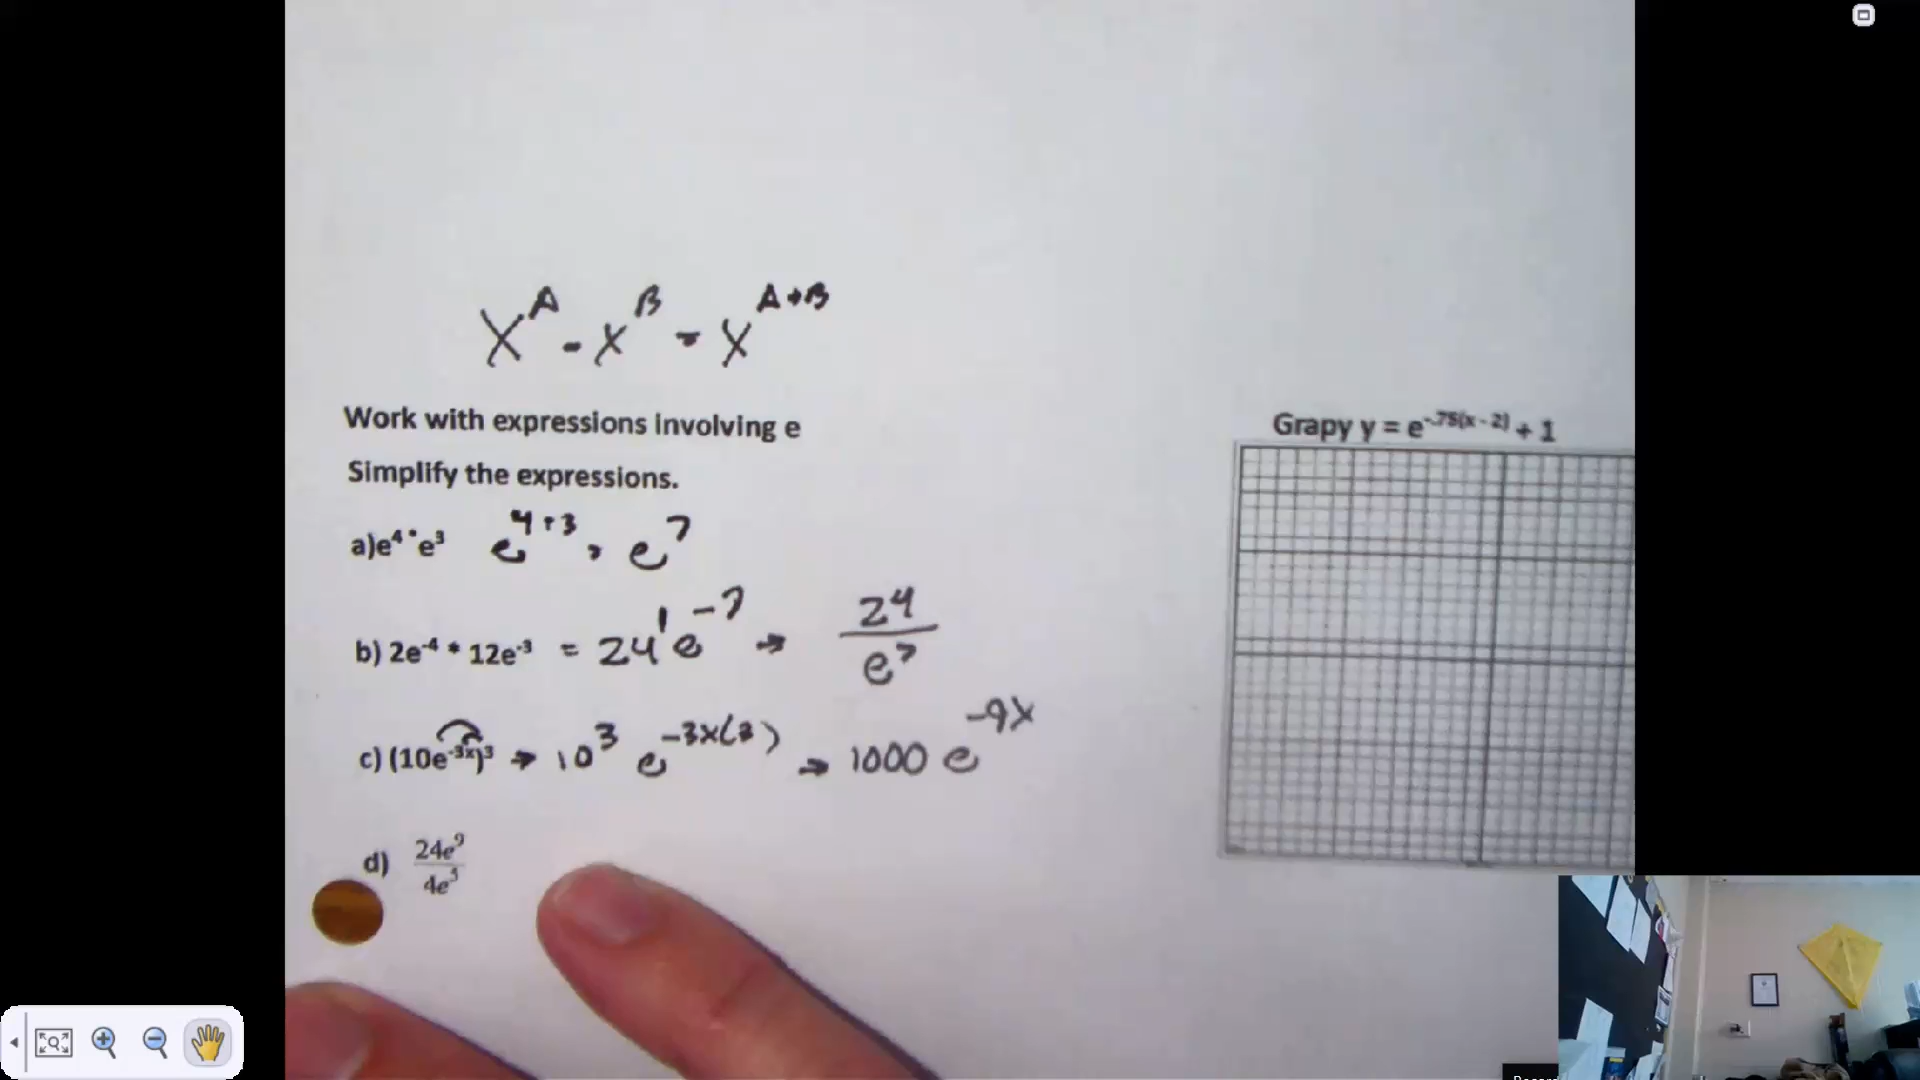 X^A · x^B = x^(A+B)
Work with expressions involving e
Simplify the expressions.
a)e⁴ · e³ e^(4+3) = e⁷
b) 2e⁻⁴ * 12e⁻³ = 24¹e⁻⁷ → 24/e⁷
c) (10e⁻³ˣ)³ → 10³ e^(-3x(3)) → 1000 e^(-9x)
d) 24e⁹/4e³
Grapy y = e^(-.75(x - 2)) + 1